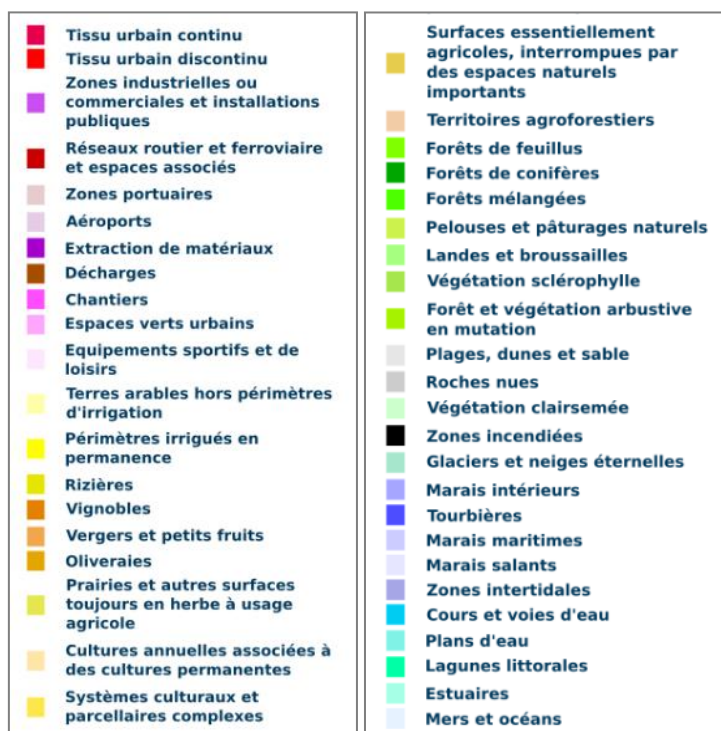 Tissu urbain continu
Tissu urbain discontinu
Zones industrielles ou
commerciales et installations
publiques
Réseaux routier et ferroviaire
et espaces associés
Zones portuaires
Aéroports
Extraction de matériaux
Décharges
Chantiers
Espaces verts urbains
Equipements sportifs et de
loisirs
Terres arables hors périmètres
d'irrigation
Périmètres irrigués en
permanence
Rizières
Vignobles
Vergers et petits fruits
Oliveraies
Prairies et autres surfaces
toujours en herbe à usage
agricole
Cultures annuelles associées à
des cultures permanentes
Systèmes culturaux et
parcellaires complexes
Surfaces essentiellement
agricoles, interrompues par
des espaces naturels
importants
Territoires agroforestiers
Forêts de feuillus
Forêts de conifères
Forêts mélangées
Pelouses et pâturages naturels
Landes et broussailles
Végétation sclérophylle
Forêt et végétation arbustive
en mutation
Plages, dunes et sable
Roches nues
Végétation clairsemée
Zones incendiées
Glaciers et neiges éternelles
Marais intérieurs
Tourbières
Marais maritimes
Marais salants
Zones intertidales
Cours et voies d'eau
Plans d'eau
Lagunes littorales
Estuaires
Mers et océans